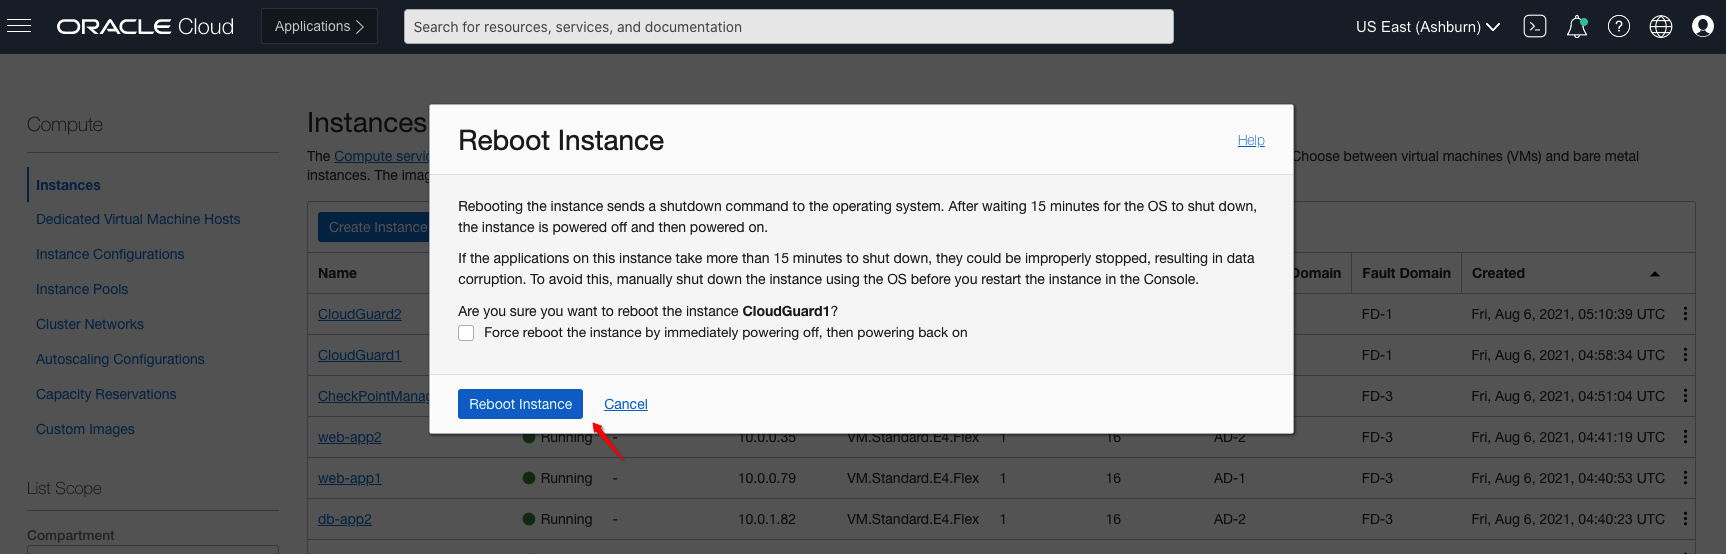 ORACLE Cloud
Applications
Search for resources, services, and documentation
US East (Ashburn)
Compute
Instances
Dedicated Virtual Machine Hosts
Instance Configurations
Instance Pools
Cluster Networks
Autoscaling Configurations
Capacity Reservations
Custom Images
List Scope
Compartment
Instances
The Compute Choose between virtual machines (VMs) and bare metal
instances. The
Create Instance
Name Domain Fault Domain Created
CloudGuard2 FD-1 Fri, Aug 6, 2021, 05:10:39 UTC
CloudGuard1 FD-1 Fri, Aug 6, 2021, 04:58:34 UTC
CheckPointManag FD-3 Fri, Aug 6, 2021, 04:51:04 UTC
web-app2 Running - 10.0.0.35 VM.Standard.E4.Flex 1 16 AD-2 FD-3 Fri, Aug 6, 2021, 04:41:19 UTC
web-app1 Running - 10.0.0.79 VM.Standard.E4.Flex 1 16 AD-1 FD-3 Fri, Aug 6, 2021, 04:40:53 UTC
db-app2 Running - 10.0.1.82 VM.Standard.E4.Flex 1 16 AD-2 FD-3 Fri, Aug 6, 2021, 04:40:23 UTC
Reboot Instance
Help
Rebooting the instance sends a shutdown command to the operating system. After waiting 15 minutes for the OS to shut down,
the instance is powered off and then powered on.
If the applications on this instance take more than 15 minutes to shut down, they could be improperly stopped, resulting in data
corruption. To avoid this, manually shut down the instance using the OS before you restart the instance in the Console.
Are you sure you want to reboot the instance CloudGuard1?
Force reboot the instance by immediately powering off, then powering back on
Reboot Instance
Cancel